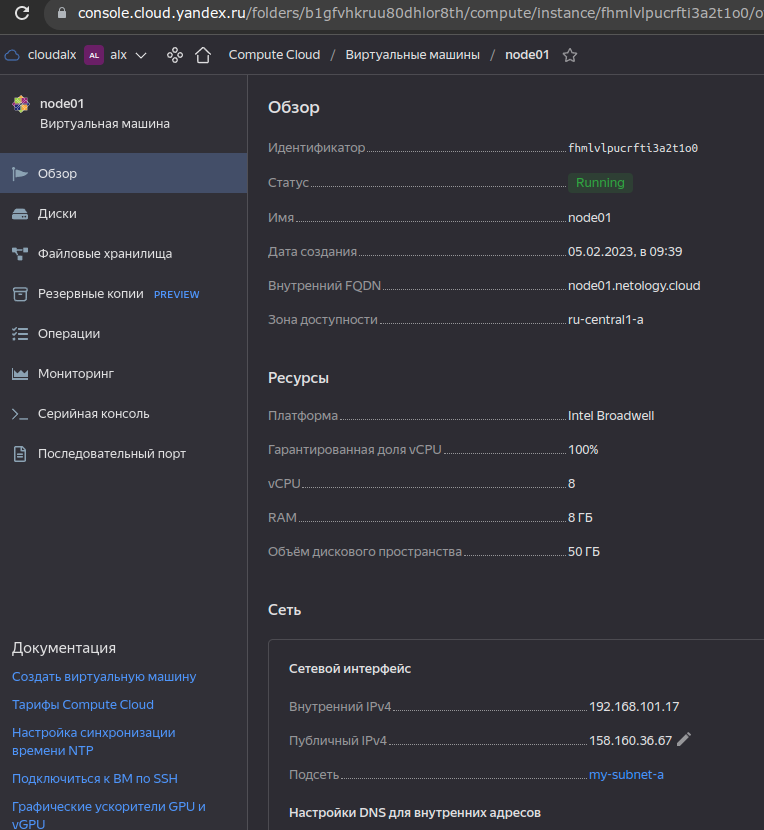 console.cloud.yandex.ru/folders/b1gfvhkruu80dhlor8th/compute/instance/fhmlvlpucrfti3a2t1o0/o
cloudalx AL alx Compute Cloud / Виртуальные машины / node01
node01
Виртуальная машина
Обзор
Диски
Файловые хранилища
Резервные копии PREVIEW
Операции
Мониторинг
Серийная консоль
Последовательный порт
Документация
Создать виртуальную машину
Тарифы Compute Cloud
Настройка синхронизации
времени NTP
Подключиться к ВМ по SSH
Графические ускорители GPU и
vGPU
Обзор
Идентификатор fhmlvlpucrfti3a2t1o0
Статус Running
Имя node01
Дата создания 05.02.2023, в 09:39
Внутренний FQDN node01.netology.cloud
Зона доступности ru-central1-a
Ресурсы
Платформа Intel Broadwell
Гарантированная доля vCPU 100%
vCPU 8
RAM 8 ГБ
Объём дискового пространства 50 ГБ
Сеть
Сетевой интерфейс
Внутренний IPv4 192.168.101.17
Публичный IPv4 158.160.36.67
Подсеть my-subnet-a
Настройки DNS для внутренних адресов